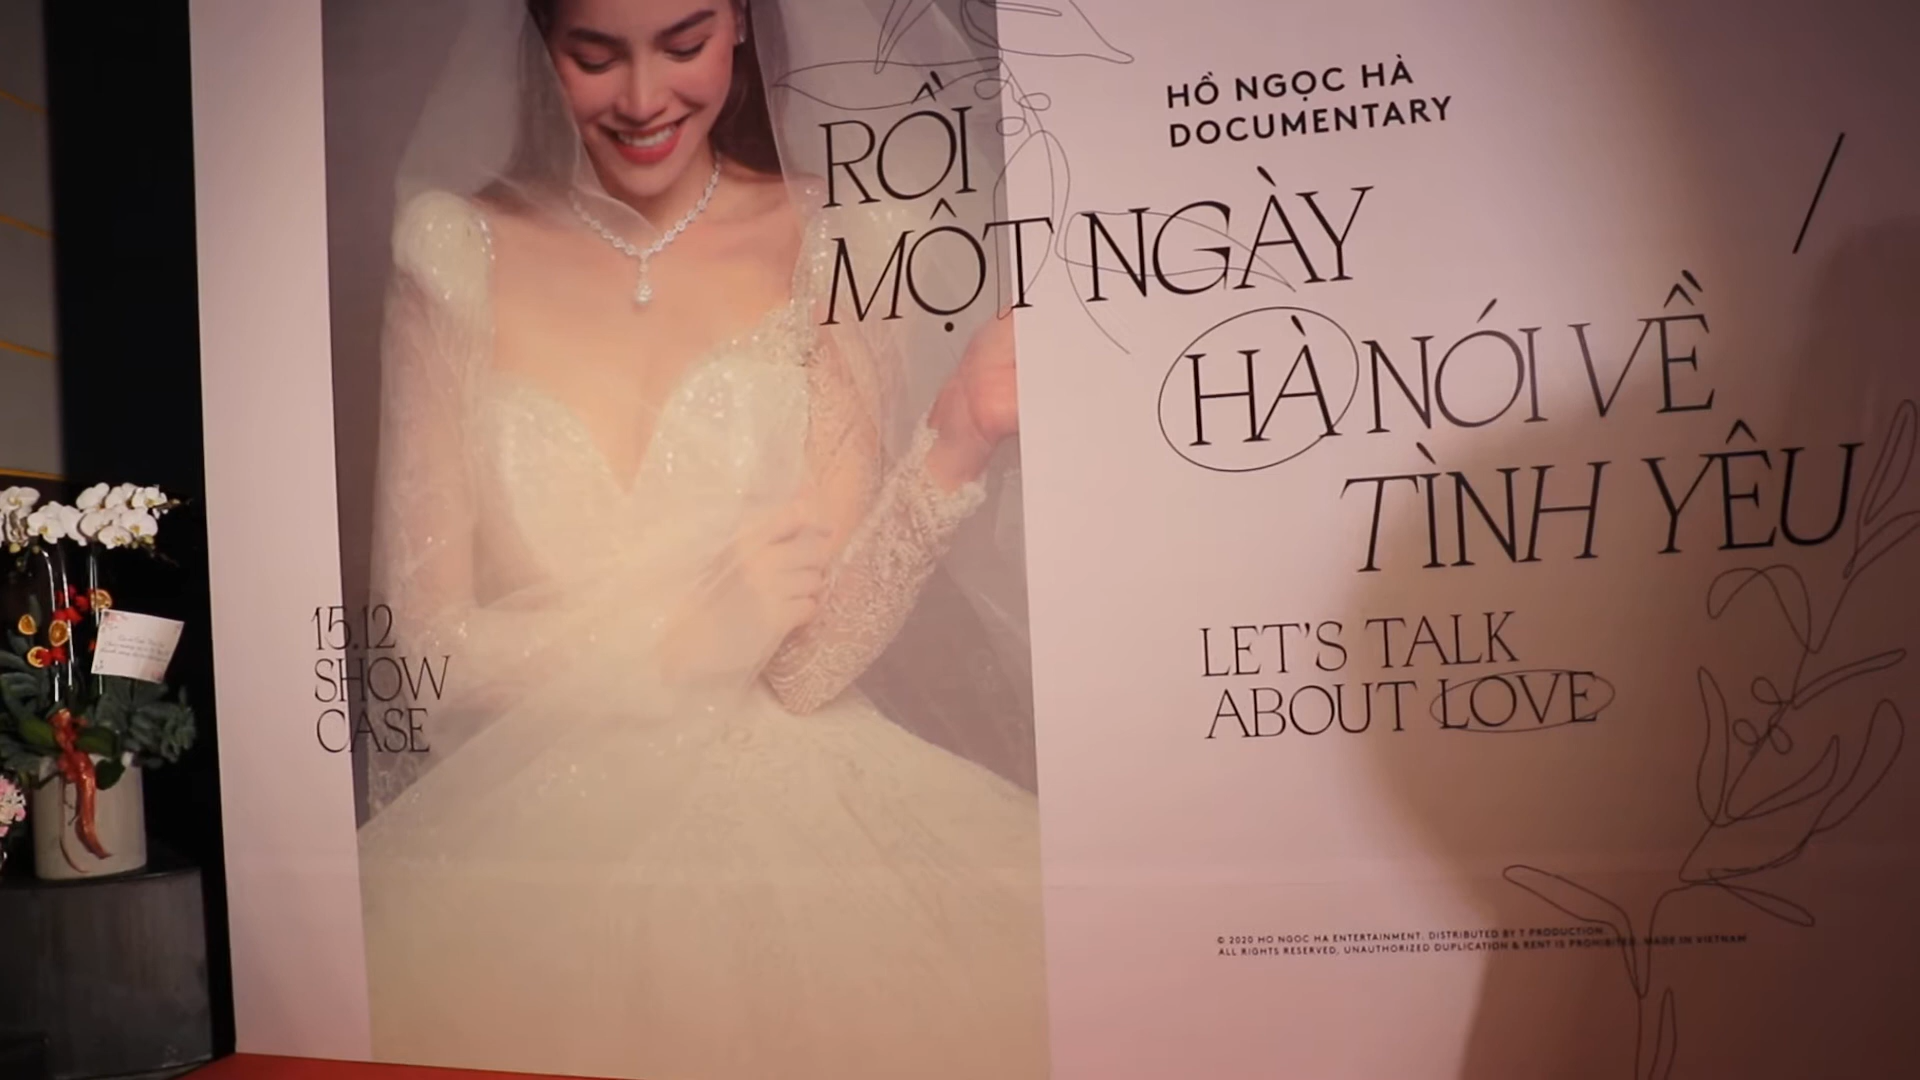 HỒ NGỌC HÀ
DOCUMENTARY
RỒI
MỘT NGÀY
HÀ NÓI VỀ
TÌNH YÊU
LET'S TALK
ABOUT LOVE
15.12
SHOW
CASE
© 2020 HO NGOC HA ENTERTAINMENT. DISTRIBUTED BY T PRODUCTION
ALL RIGHTS RESERVED, UNAUTHORIZED DUPLICATION & RENT IS PROHIBITED. MADE IN VIETNAM